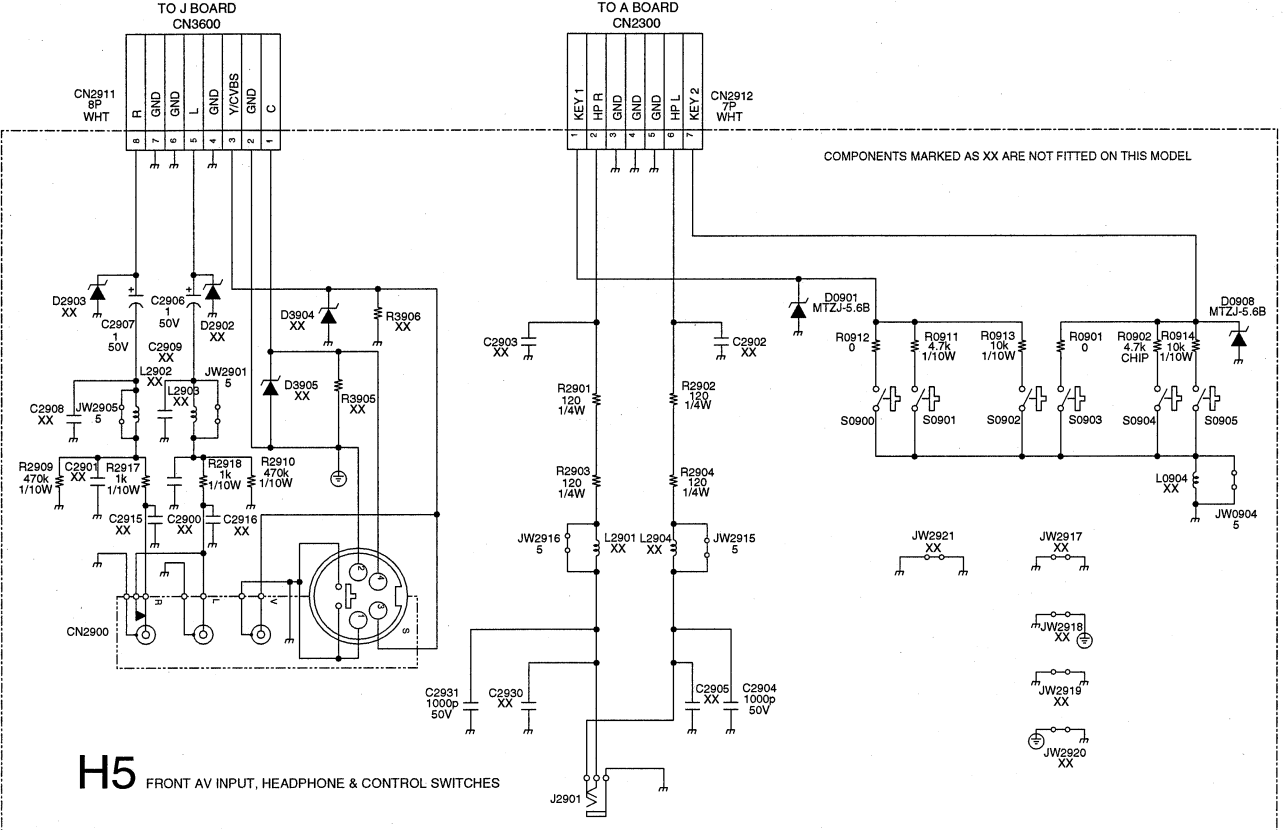 TO J BOARD
CN3600
TO A BOARD
CN2300
CN2911
8P
WHT
R
GND
GND
L
GND
Y/CVBS
GND
C
8
7
6
5
4
3
2
1
KEY 1
HP R
GND
GND
GND
HP L
KEY 2
1
2
3
4
5
6
7
CN2912
7P
WHT
COMPONENTS MARKED AS XX ARE NOT FITTED ON THIS MODEL
D2903
XX
+
C2907
1
50V
C2906
1
50V
+
D2902
XX
D3904
XX
R3906
XX
C2909
XX
L2902
XX
L2903
XX
JW2901
5
D3905
XX
R3905
XX
C2908
XX
JW2905
5
R2909
470k
1/10W
C2901
XX
R2917
1k
1/10W
R2918
1k
1/10W
R2910
470k
1/10W
C2915
XX
C2900
XX
C2916
XX
CN2900
R
L
V
S
2
4
1
3
C2903
XX
C2902
XX
R2901
120
1/4W
R2902
120
1/4W
R2903
120
1/4W
R2904
120
1/4W
JW2916
5
L2901
XX
L2904
XX
JW2915
5
C2931
1000p
50V
C2930
XX
C2905
XX
C2904
1000p
50V
J2901
D0901
MTZJ-5.6B
D0908
MTZJ-5.6B
R0912
0
R0911
4.7k
1/10W
R0913
10k
1/10W
R0901
0
R0902
4.7k
CHIP
R0914
10k
1/10W
S0900
S0901
S0902
S0903
S0904
S0905
L0904
XX
JW0904
5
JW2921
XX
JW2917
XX
JW2918
XX
JW2919
XX
JW2920
XX
H5 FRONT AV INPUT, HEADPHONE & CONTROL SWITCHES